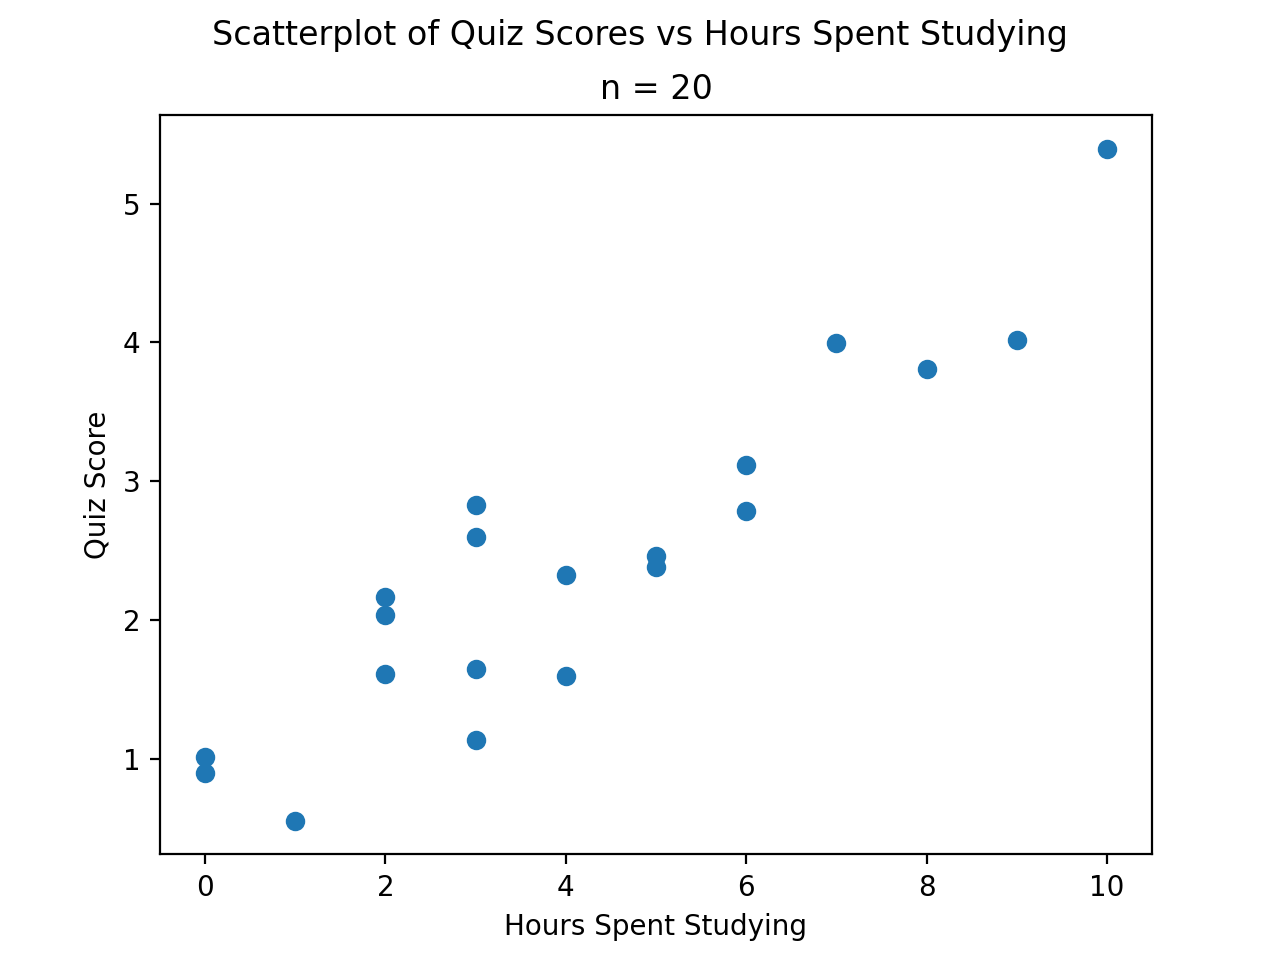 Scatterplot of Quiz Scores vs Hours Spent Studying
n = 20
5
4
3
2
1
Quiz Score
0 2 4 6 8 10
Hours Spent Studying